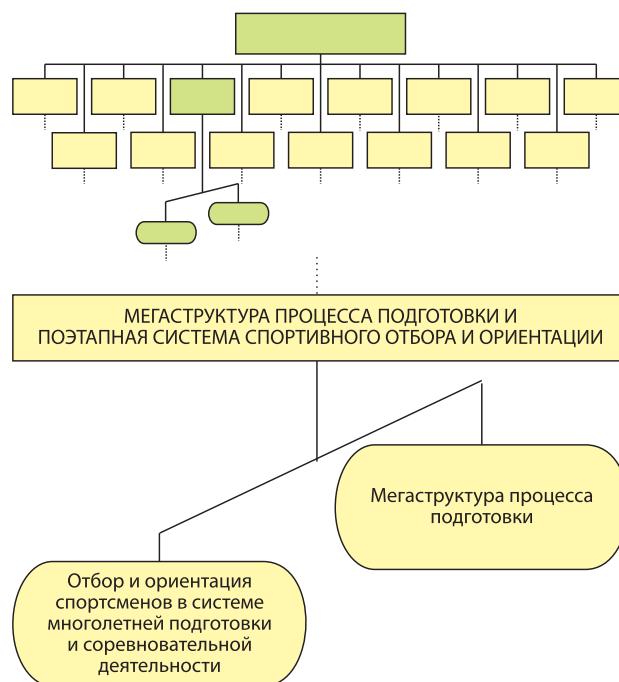 МЕГАСТРУКТУРА ПРОЦЕССА ПОДГОТОВКИ И
ПОЭТАПНАЯ СИСТЕМА СПОРТИВНОГО ОТБОРА И ОРИЕНТАЦИИ
Мегаструктура процесса
подготовки
Отбор и ориентация
спортсменов в системе
многолетней подготовки
и соревновательной
деятельности